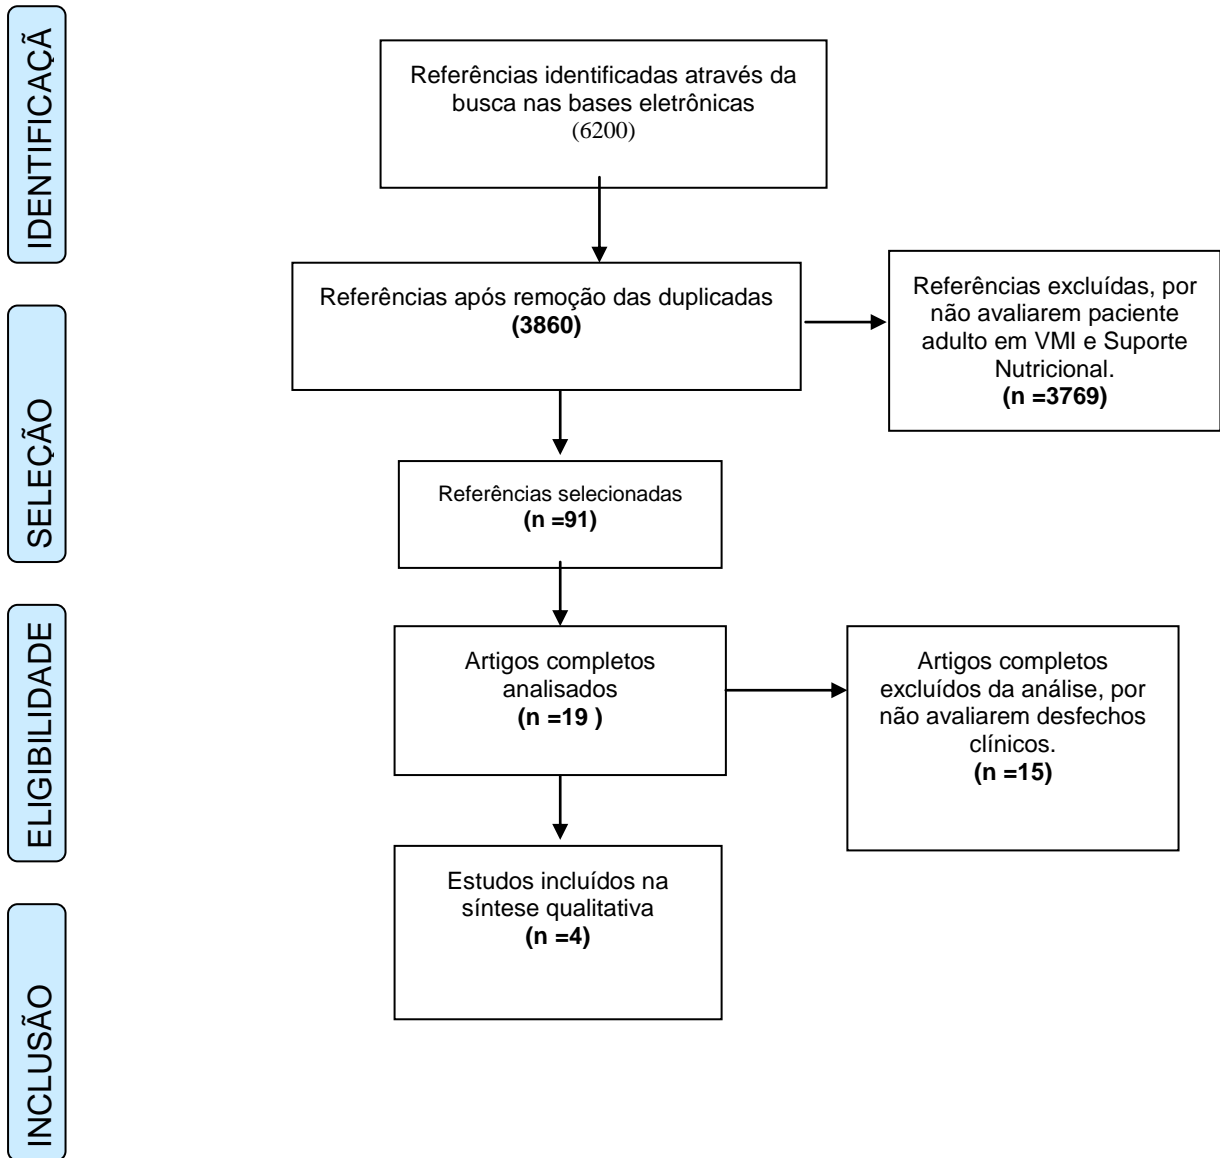 IDENTIFICAÇÃ
Referências identificadas através da
busca nas bases eletrônicas
(6200)
Referências após remoção das duplicadas
(3860)
Referências excluídas, por
não avaliarem paciente
adulto em VMI e Suporte
Nutricional.
(n =3769)
SELEÇÃO
Referências selecionadas
(n =91)
ELIGIBILIDADE
Artigos completos
analisados
(n =19 )
Artigos completos
excluídos da análise, por
não avaliarem desfechos
clínicos.
(n =15)
Estudos incluídos na
síntese qualitativa
(n =4)
INCLUSÃO